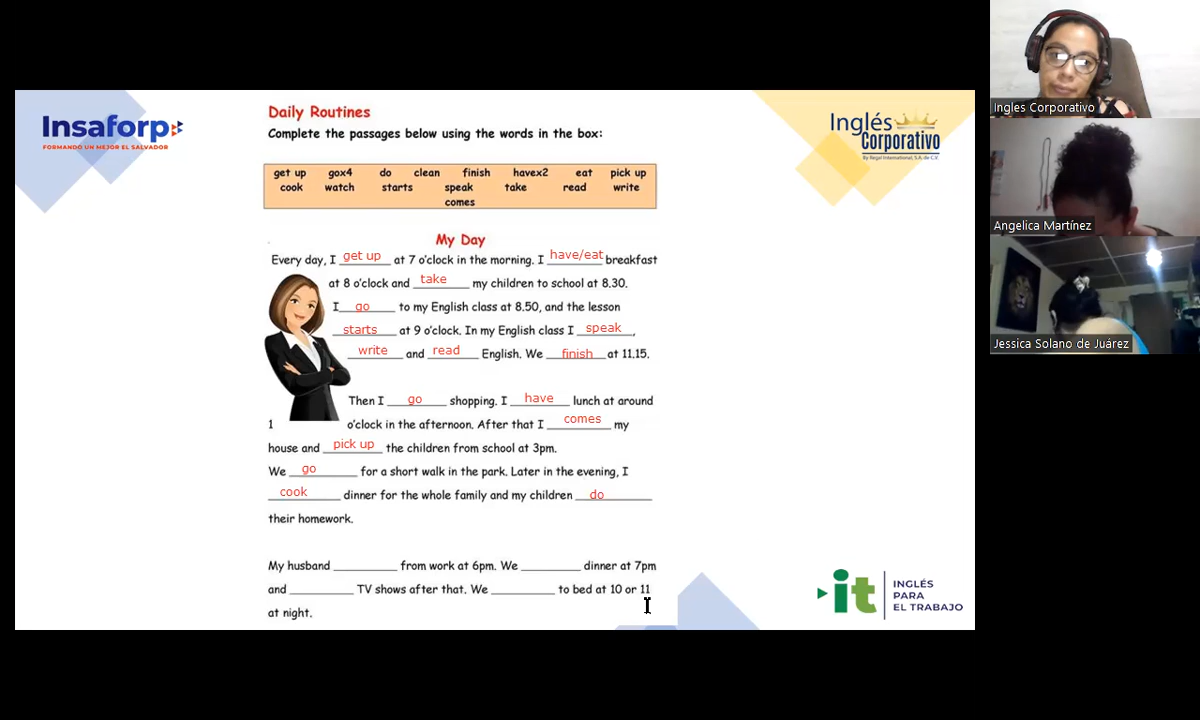 Insaforp
FORMANDO UN MEJOR EL SALVADOR
Inglés
Corporativo
By Regal International, S.A. de C.V.
Daily Routines
Complete the passages below using the words in the box:
get up gox4 do clean finish havex2 eat pick up
cook watch starts speak take read write
comes
My Day
Every day, I get up at 7 o'clock in the morning. I have/eat breakfast
at 8 o'clock and take my children to school at 8.30.
I go to my English class at 8.50, and the lesson
starts at 9 o'clock. In my English class I speak,
write and read English. We finish at 11.15.
Then I go shopping. I have lunch at around
1 o'clock in the afternoon. After that I comes my
house and pick up the children from school at 3pm.
We go for a short walk in the park. Later in the evening, I
cook dinner for the whole family and my children do
their homework.
My husband __________ from work at 6pm. We __________ dinner at 7pm
and __________ TV shows after that. We __________ to bed at 10 or 11
at night.
it
INGLÉS
PARA
EL TRABAJO
Ingles Corporativo
Angelica Martínez
Jessica Solano de Juárez